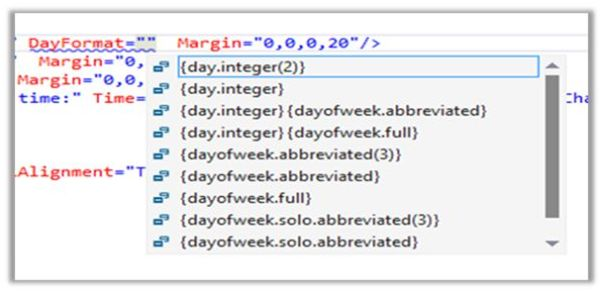 " DayFormat="" Margin="0,0,0,20"/>
" Margin="0,
{day.integer(2)}
Margin="0,0,
{day.integer}
time:" Time=
{day.integer}{dayofweek.abbreviated}
Cha
{day.integer}{dayofweek.full}
{dayofweek.abbreviated(3)}
lAlignment="T
{dayofweek.abbreviated}
{dayofweek.full}
{dayofweek.solo.abbreviated(3)}
{dayofweek.solo.abbreviated}